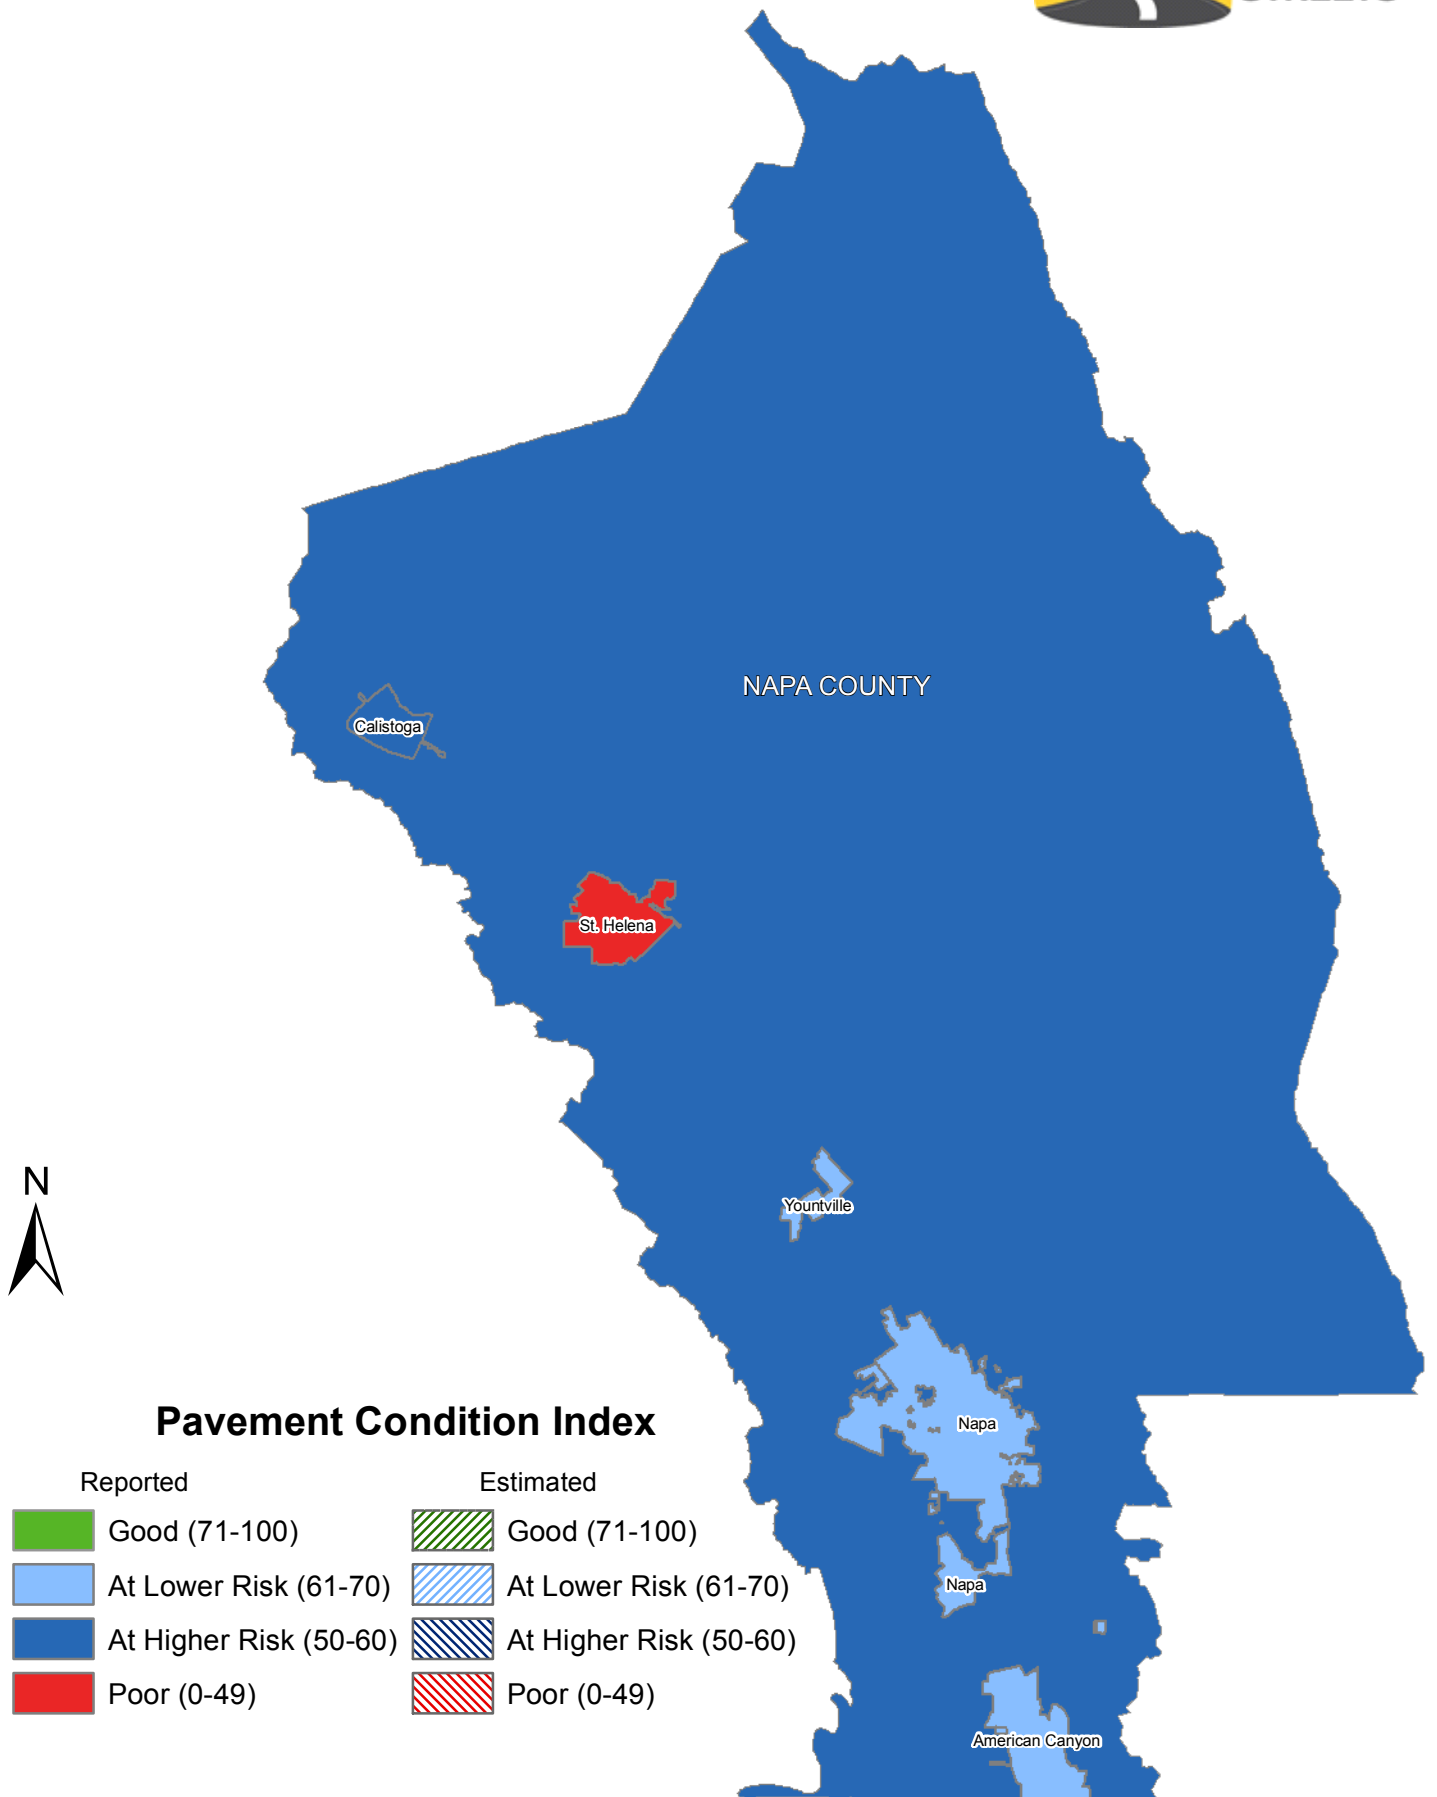 NAPA COUNTY
Calistoga
St. Helena
Yountville
N
Napa
Napa
American Canyon
Pavement Condition Index
Reported Estimated
Good (71-100) Good (71-100)
At Lower Risk (61-70) At Lower Risk (61-70)
At Higher Risk (50-60) At Higher Risk (50-60)
Poor (0-49) Poor (0-49)